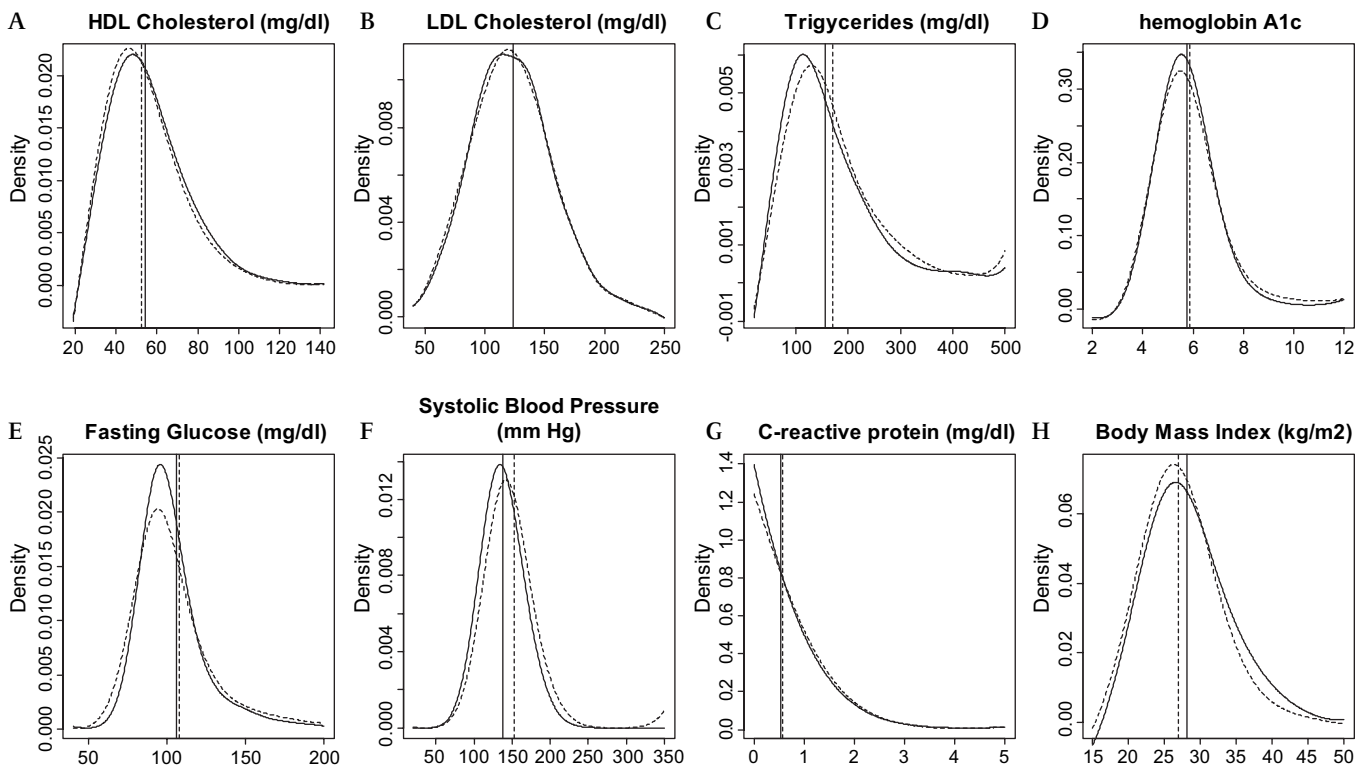 A HDL Cholesterol (mg/dl)
Density
0.000 0.005 0.010 0.015 0.020
20 40 60 80 100 120 140
B LDL Cholesterol (mg/dl)
Density
0.000 0.004 0.008
50 100 150 200 250
C Trigycerides (mg/dl)
Density
-0.001 0.001 0.003 0.005
100 200 300 400 500
D hemoglobin A1c
Density
0.00 0.10 0.20 0.30
2 4 6 8 10 12
E Fasting Glucose (mg/dl)
Density
0.000 0.005 0.010 0.015 0.020 0.025
50 100 150 200
F Systolic Blood Pressure
(mm Hg)
Density
0.000 0.004 0.008 0.012
50 100 150 200 250 300 350
G C-reactive protein (mg/dl)
Density
0.0 0.2 0.4 0.6 0.8 1.0 1.2 1.4
0 1 2 3 4 5
H Body Mass Index (kg/m2)
Density
0.00 0.02 0.04 0.06
15 20 25 30 35 40 45 50